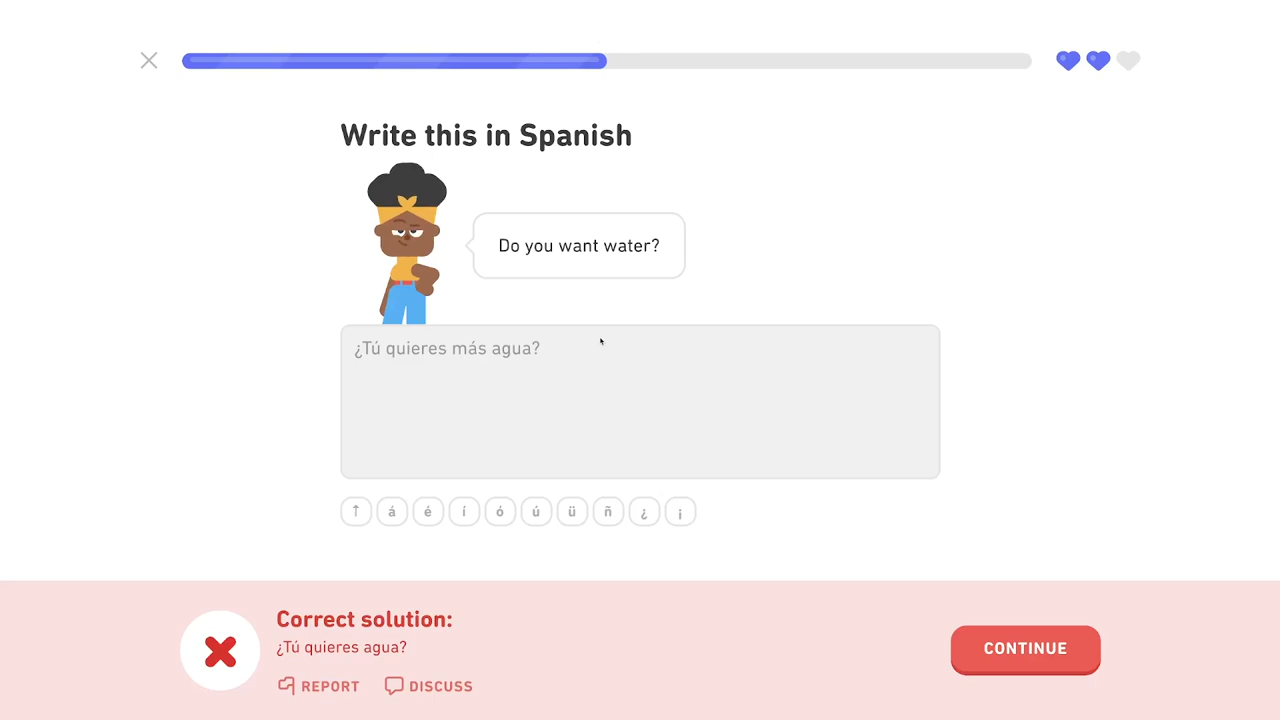 Write this in Spanish
Do you want water?
¿Tú quieres más agua?
↑ á é í ó ú ü ñ ¿ ¡
Correct solution:
¿Tú quieres agua?
REPORT DISCUSS
CONTINUE